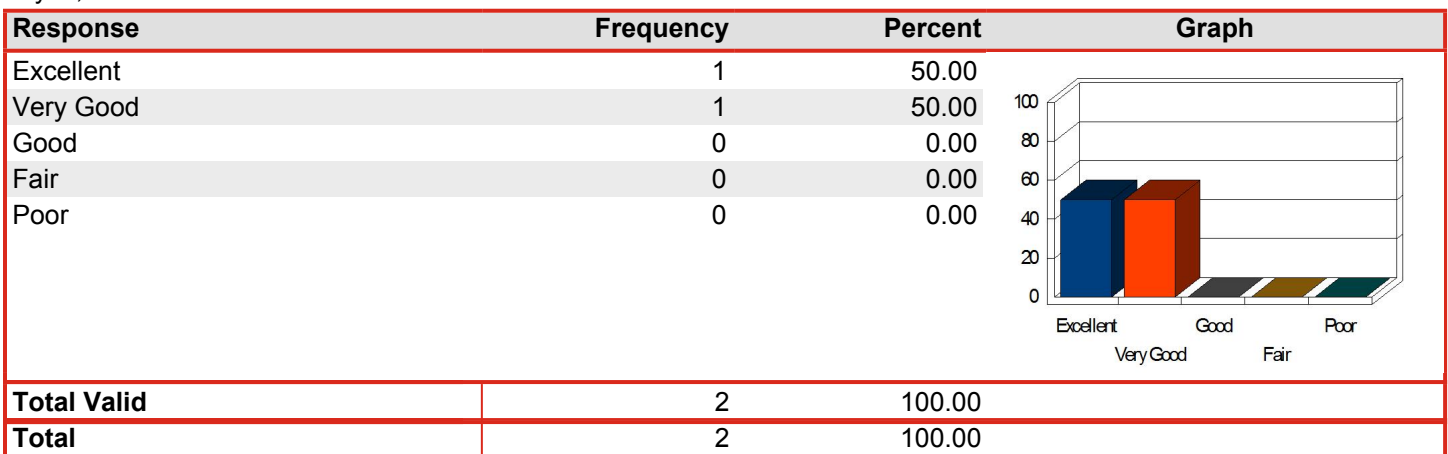 Response Frequency Percent Graph
Excellent 1 50.00
Very Good 1 50.00
Good 0 0.00
Fair 0 0.00
Poor 0 0.00
100
80
60
40
20
0
Excellent Good Poor
Very Good Fair
Total Valid 2 100.00
Total 2 100.00